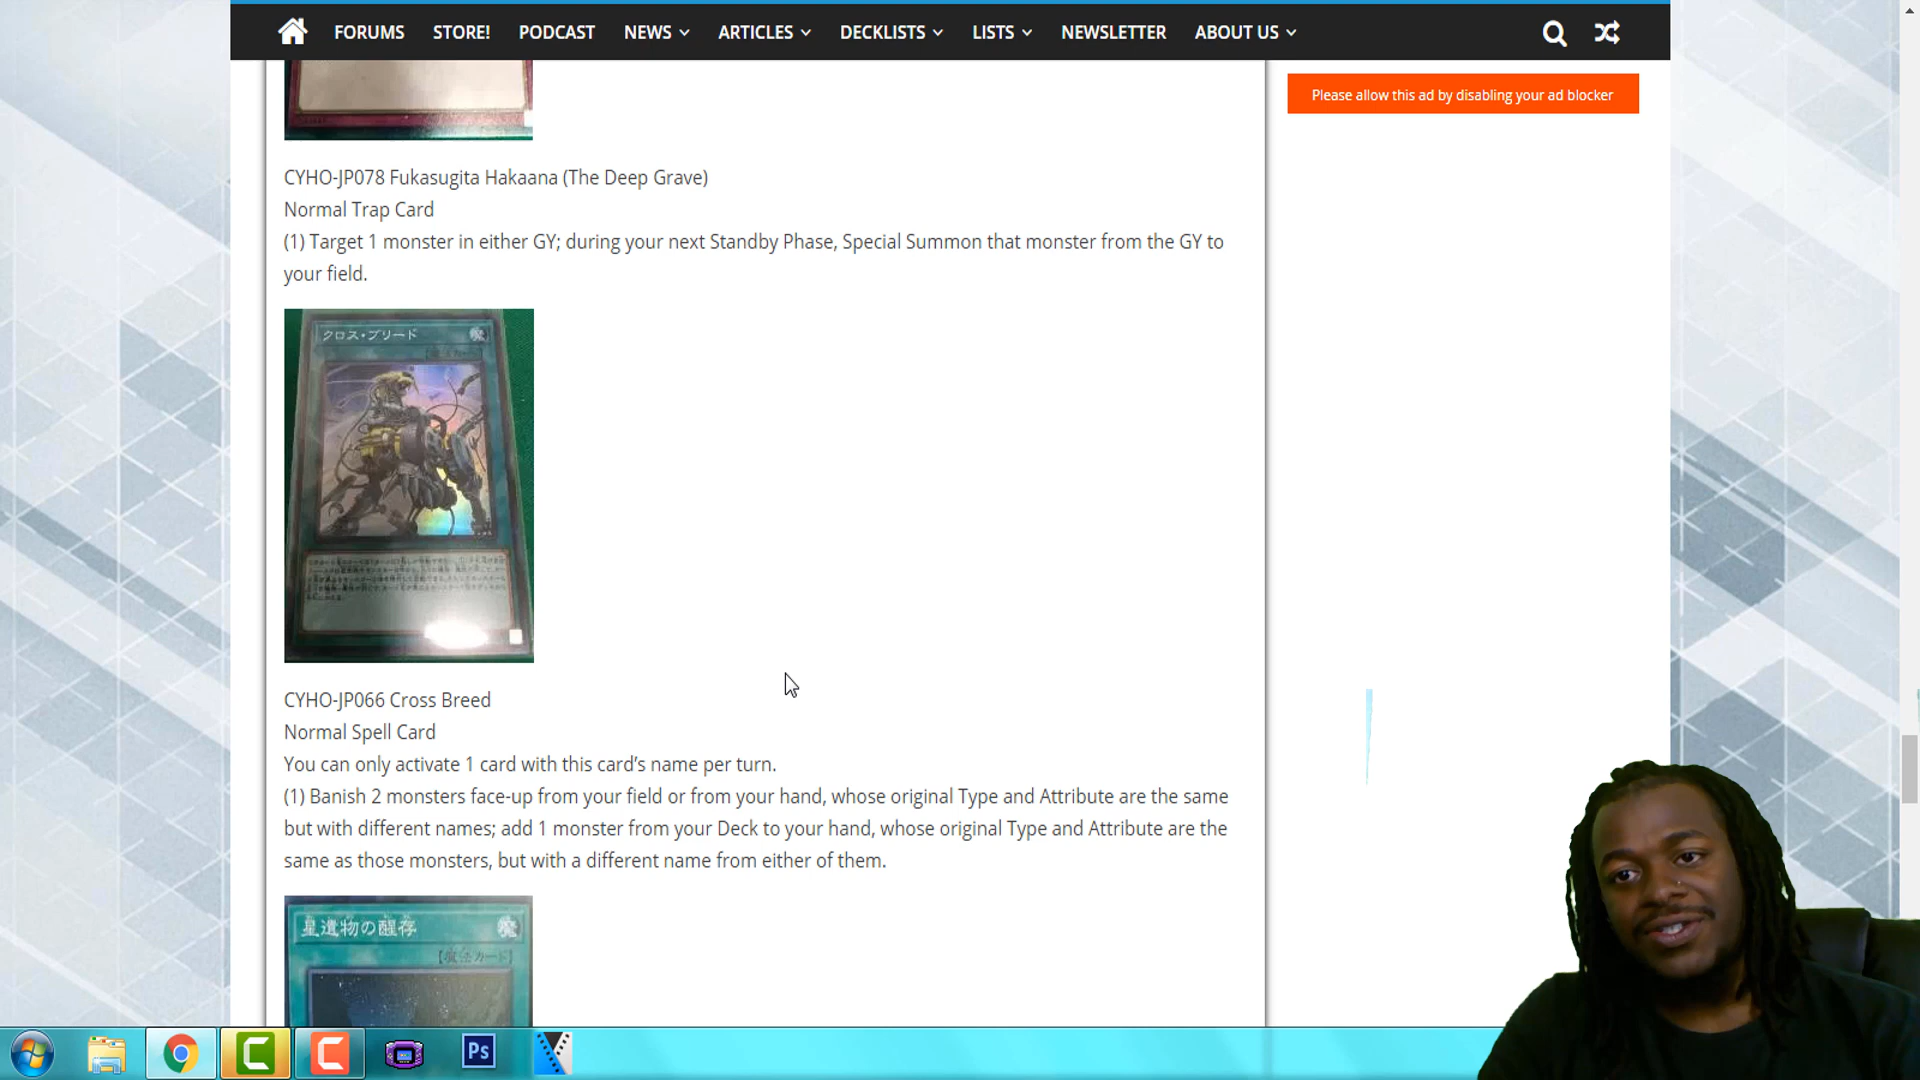 FORUMS STORE! PODCAST NEWS ARTICLES DECKLISTS LISTS NEWSLETTER ABOUT US
Please allow this ad by disabling your ad blocker
CYHO-JP078 Fukasugita Hakaana (The Deep Grave)
Normal Trap Card
(1) Target 1 monster in either GY; during your next Standby Phase, Special Summon that monster from the GY to
your field.
クロス・ブリード
CYHO-JP066 Cross Breed
Normal Spell Card
You can only activate 1 card with this card’s name per turn.
(1) Banish 2 monsters face-up from your field or from your hand, whose original Type and Attribute are the same
but with different names; add 1 monster from your Deck to your hand, whose original Type and Attribute are the
same as those monsters, but with a different name from either of them.
星遺物の醒存
魔
【魔法カード】
Ps